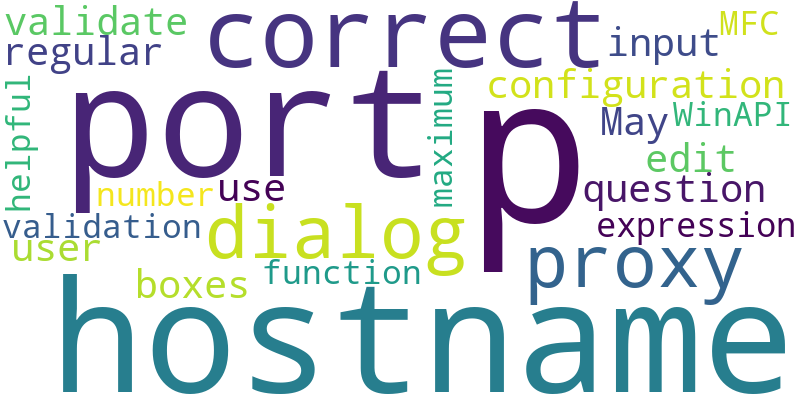 validate
correct
MFC
regular
input
port
p
configuration
helpful
maximum
May
WinAPI
edit
number
use
question
validation
dialog
expression
user
proxy
boxes
function
hostname